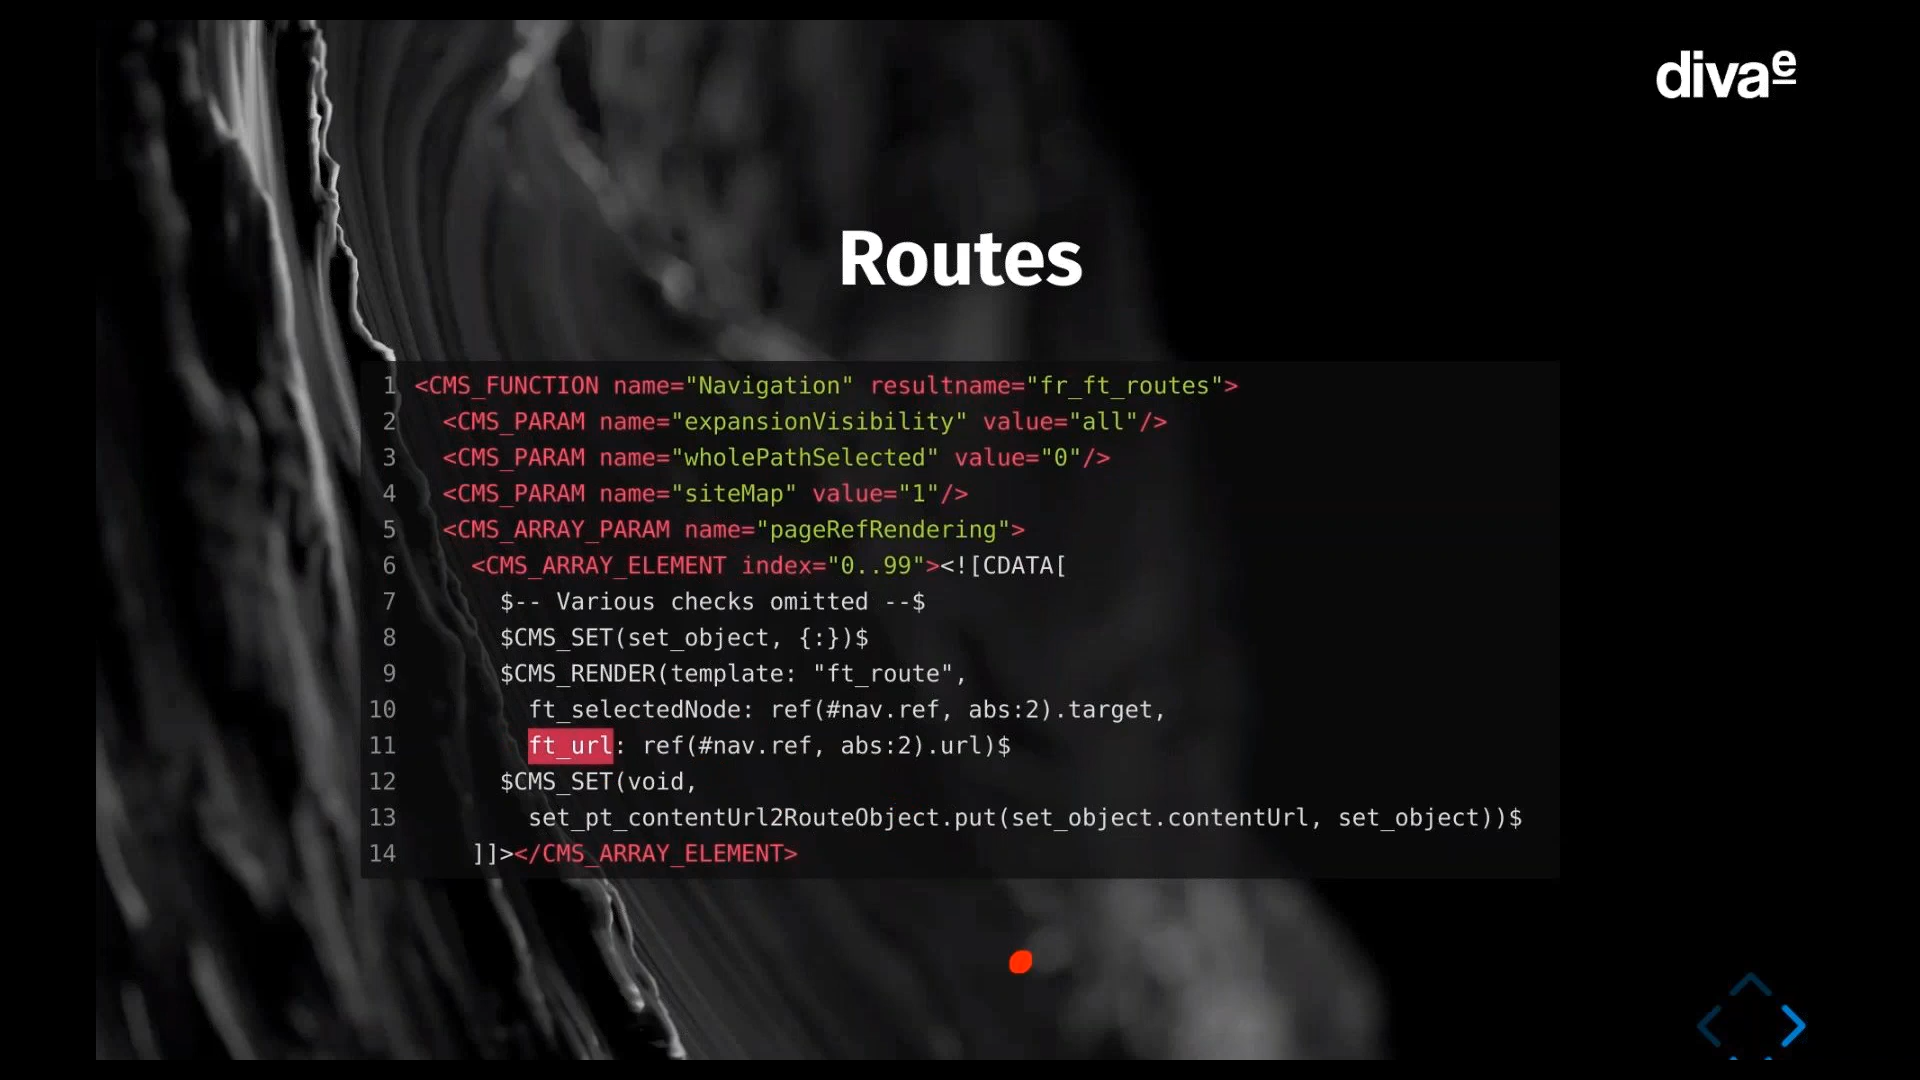 divae
Routes
1 <CMS_FUNCTION name="Navigation" resultname="fr_ft_routes">
2 <CMS_PARAM name="expansionVisibility" value="all"/>
3 <CMS_PARAM name="wholePathSelected" value="0"/>
4 <CMS_PARAM name="siteMap" value="1"/>
5 <CMS_ARRAY_PARAM name="pageRefRendering">
6 <CMS_ARRAY_ELEMENT index="0..99"><![CDATA[
7 $-- Various checks omitted --$
8 $CMS_SET(set_object, {:})$
9 $CMS_RENDER(template: "ft_route",
10 ft_selectedNode: ref(#nav.ref, abs:2).target,
11 ft_url: ref(#nav.ref, abs:2).url)$
12 $CMS_SET(void,
13 set_pt_contentUrl2RouteObject.put(set_object.contentUrl, set_object))$
14 ]]></CMS_ARRAY_ELEMENT>